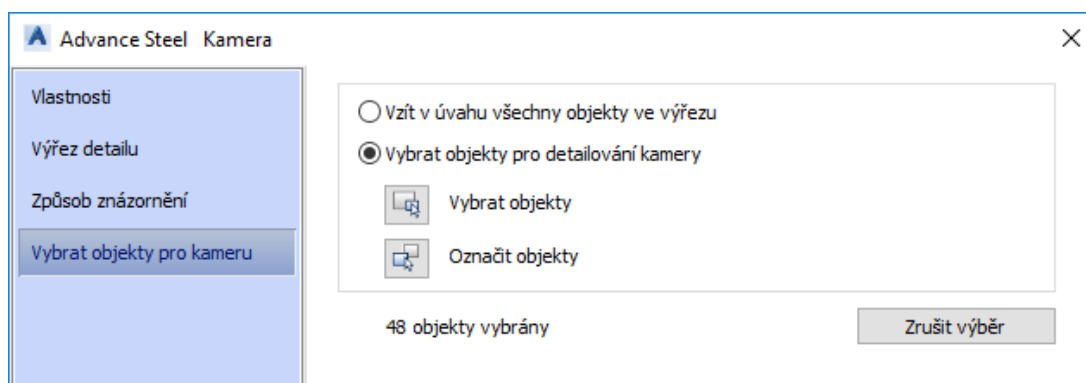 Advance Steel Kamera
Vlastnosti
Výřez detailu
Způsob znázornění
Vybrat objekty pro kameru
Vzít v úvahu všechny objekty ve výřezu
Vybrat objekty pro detailování kamery
Vybrat objekty
Označit objekty
48 objekty vybrány
Zrušit výběr